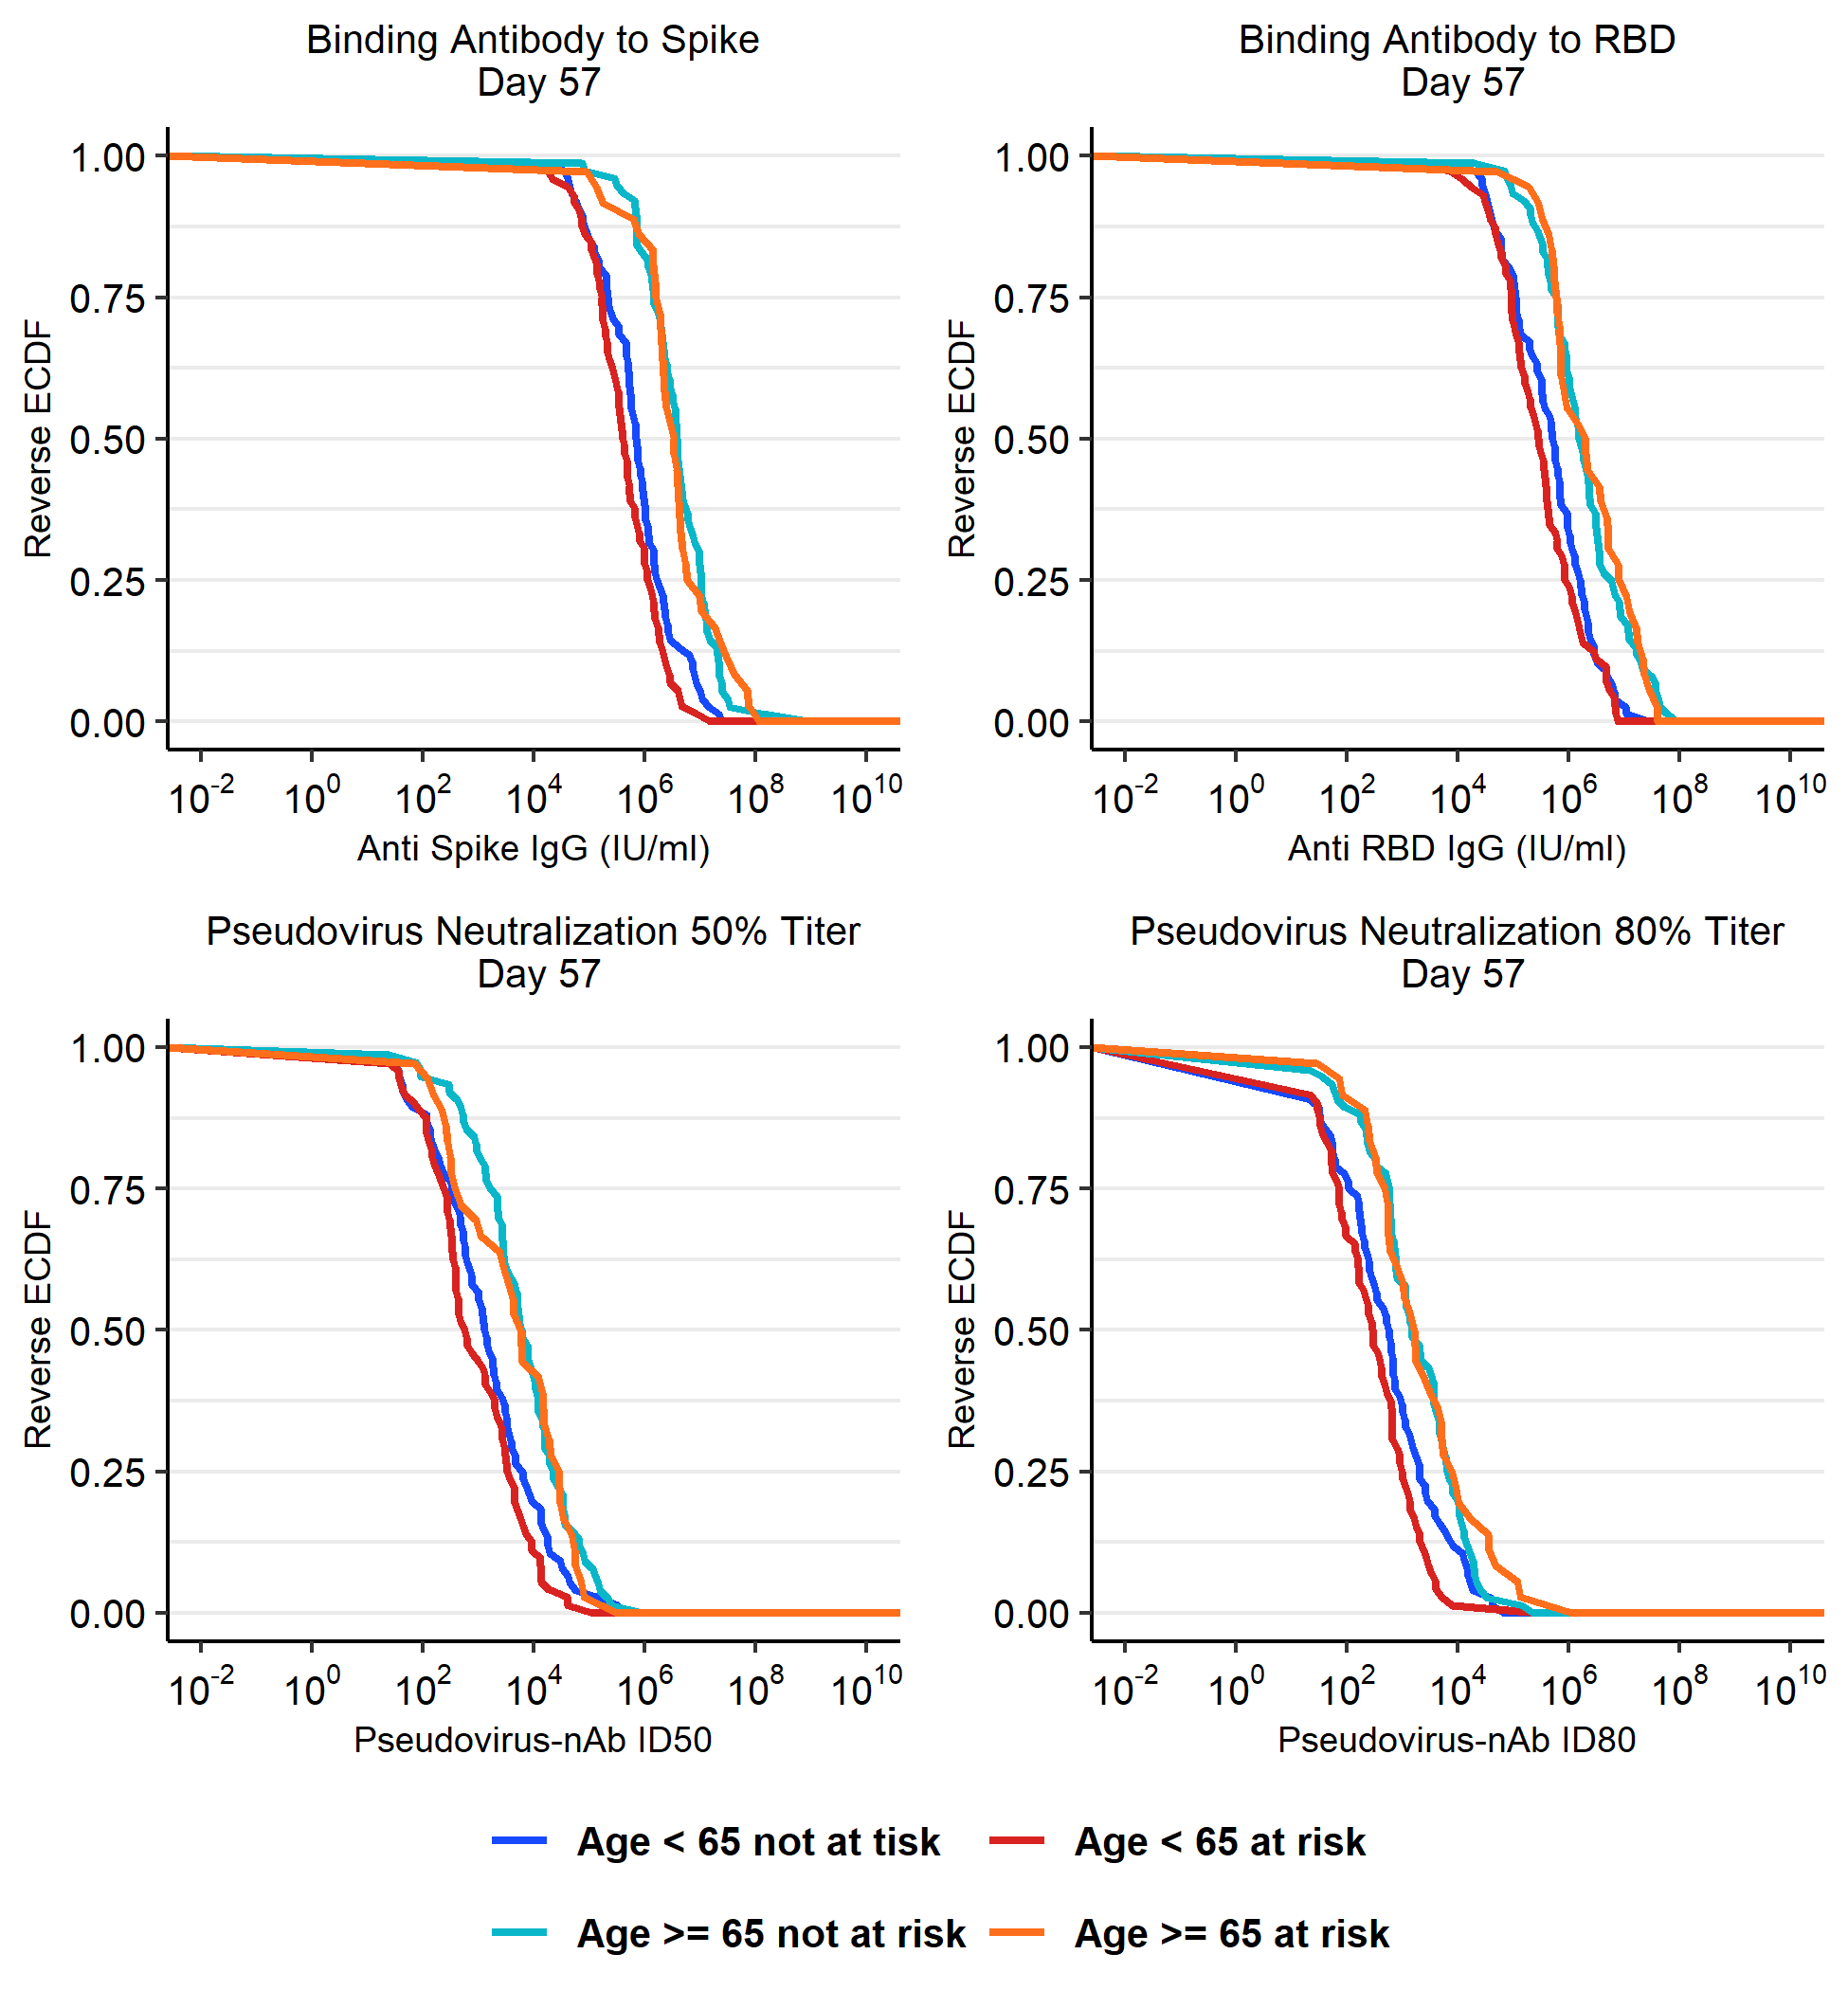 Binding Antibody to Spike
Day 57
Reverse ECDF
1.00
0.75
0.50
0.25
0.00
10^-2 10^0 10^2 10^4 10^6 10^8 10^10
Anti Spike IgG (IU/ml)
Binding Antibody to RBD
Day 57
Reverse ECDF
1.00
0.75
0.50
0.25
0.00
10^-2 10^0 10^2 10^4 10^6 10^8 10^10
Anti RBD IgG (IU/ml)
Pseudovirus Neutralization 50% Titer
Day 57
Reverse ECDF
1.00
0.75
0.50
0.25
0.00
10^-2 10^0 10^2 10^4 10^6 10^8 10^10
Pseudovirus-nAb ID50
Pseudovirus Neutralization 80% Titer
Day 57
Reverse ECDF
1.00
0.75
0.50
0.25
0.00
10^-2 10^0 10^2 10^4 10^6 10^8 10^10
Pseudovirus-nAb ID80
Age < 65 not at tisk
Age < 65 at risk
Age >= 65 not at risk
Age >= 65 at risk